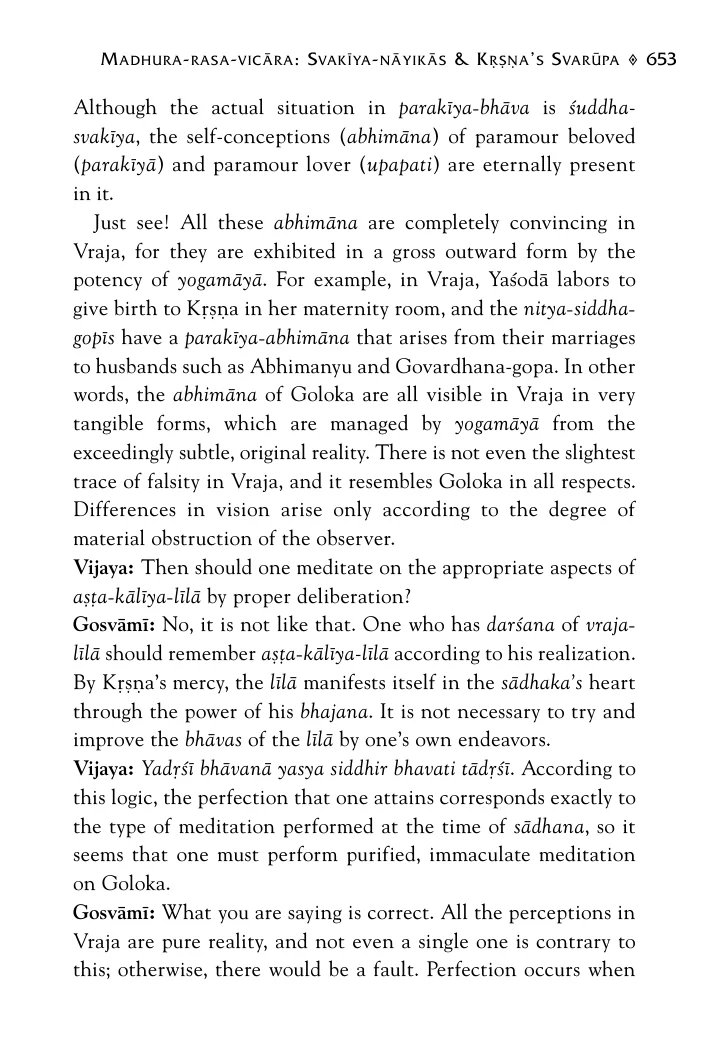 MADHURA-RASA-VICĀRA: SVAKĪYA-NĀYIKĀS & KṚṢṆA'S SVARŪPA ◈ 653
Although the actual situation in parakīya-bhāva is śuddha-
svakīya, the self-conceptions (abhimāna) of paramour beloved
(parakīyā) and paramour lover (upapati) are eternally present
in it.
Just see! All these abhimāna are completely convincing in
Vraja, for they are exhibited in a gross outward form by the
potency of yogamāyā. For example, in Vraja, Yaśodā labors to
give birth to Kṛṣṇa in her maternity room, and the nitya-siddha-
gopīs have a parakīya-abhimāna that arises from their marriages
to husbands such as Abhimanyu and Govardhana-gopa. In other
words, the abhimāna of Goloka are all visible in Vraja in very
tangible forms, which are managed by yogamāyā from the
exceedingly subtle, original reality. There is not even the slightest
trace of falsity in Vraja, and it resembles Goloka in all respects.
Differences in vision arise only according to the degree of
material obstruction of the observer.
Vijaya: Then should one meditate on the appropriate aspects of
aṣṭa-kālīya-līlā by proper deliberation?
Gosvāmī: No, it is not like that. One who has darśana of vraja-
līlā should remember aṣṭa-kālīya-līlā according to his realization.
By Kṛṣṇa's mercy, the līlā manifests itself in the sādhaka's heart
through the power of his bhajana. It is not necessary to try and
improve the bhāvas of the līlā by one's own endeavors.
Vijaya: Yadṛśī bhāvanā yasya siddhir bhavati tādṛśī. According to
this logic, the perfection that one attains corresponds exactly to
the type of meditation performed at the time of sādhana, so it
seems that one must perform purified, immaculate meditation
on Goloka.
Gosvāmī: What you are saying is correct. All the perceptions in
Vraja are pure reality, and not even a single one is contrary to
this; otherwise, there would be a fault. Perfection occurs when